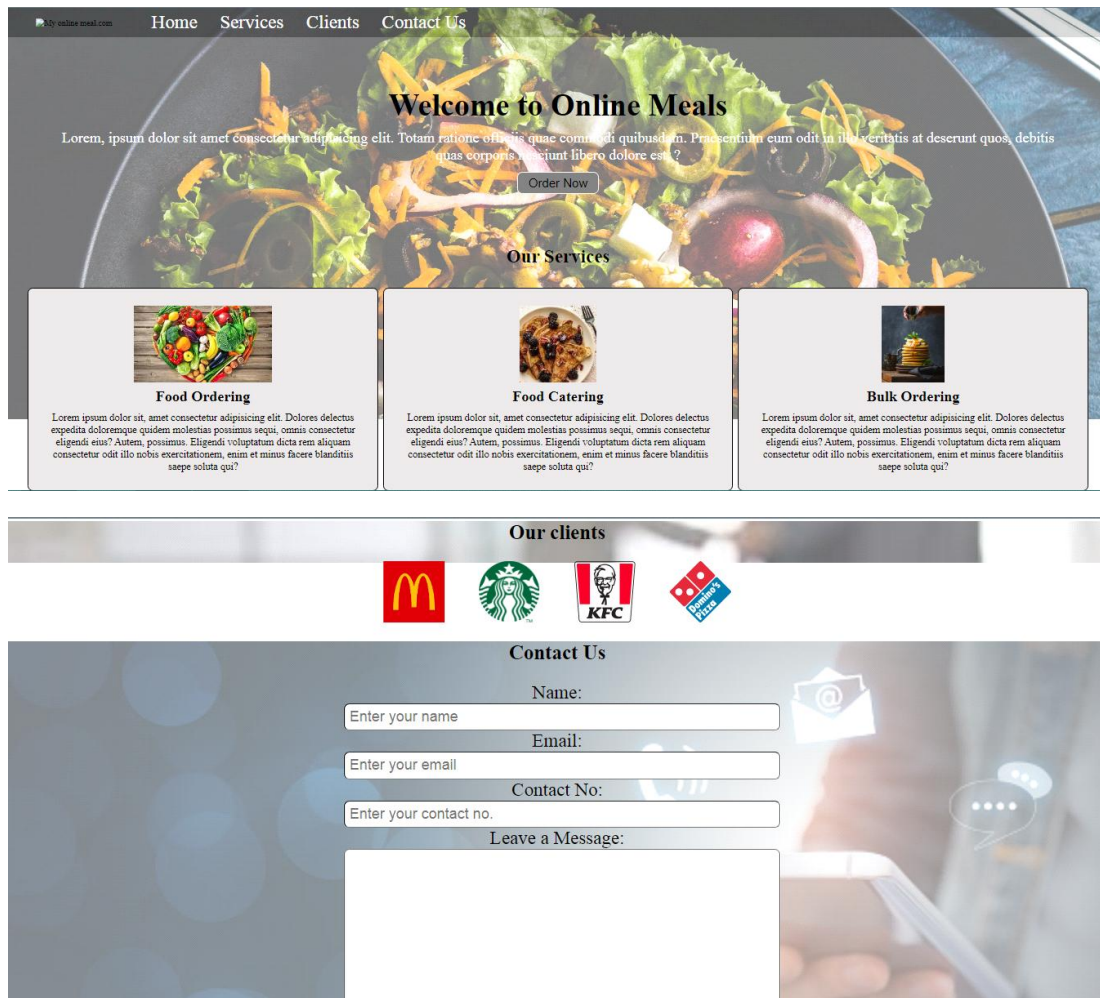 My online meal.com Home Services Clients Contact Us
Welcome to Online Meals
Lorem, ipsum dolor sit amet consectetur adipisicing elit. Totam ratione officiis quae commodi quibusdam. Praesentium eum odit in illo veritatis at deserunt quos, debitis
quas corporis nesciunt libero dolore est ?
Order Now
Our Services
Food Ordering
Lorem ipsum dolor sit, amet consectetur adipisicing elit. Dolores delectus
expedita doloremque quidem molestias possimus sequi, omnis consectetur
eligendi eius? Autem, possimus. Eligendi voluptatum dicta rem aliquam
consectetur odit illo nobis exercitationem, enim et minus facere blanditiis
saepe soluta qui?
Food Catering
Lorem ipsum dolor sit, amet consectetur adipisicing elit. Dolores delectus
expedita doloremque quidem molestias possimus sequi, omnis consectetur
eligendi eius? Autem, possimus. Eligendi voluptatum dicta rem aliquam
consectetur odit illo nobis exercitationem, enim et minus facere blanditiis
saepe soluta qui?
Bulk Ordering
Lorem ipsum dolor sit, amet consectetur adipisicing elit. Dolores delectus
expedita doloremque quidem molestias possimus sequi, omnis consectetur
eligendi eius? Autem, possimus. Eligendi voluptatum dicta rem aliquam
consectetur odit illo nobis exercitationem, enim et minus facere blanditiis
saepe soluta qui?
Our clients
TM
KFC
Domino's
Pizza
Contact Us
Name:
Enter your name
Email:
Enter your email
Contact No:
Enter your contact no.
Leave a Message: